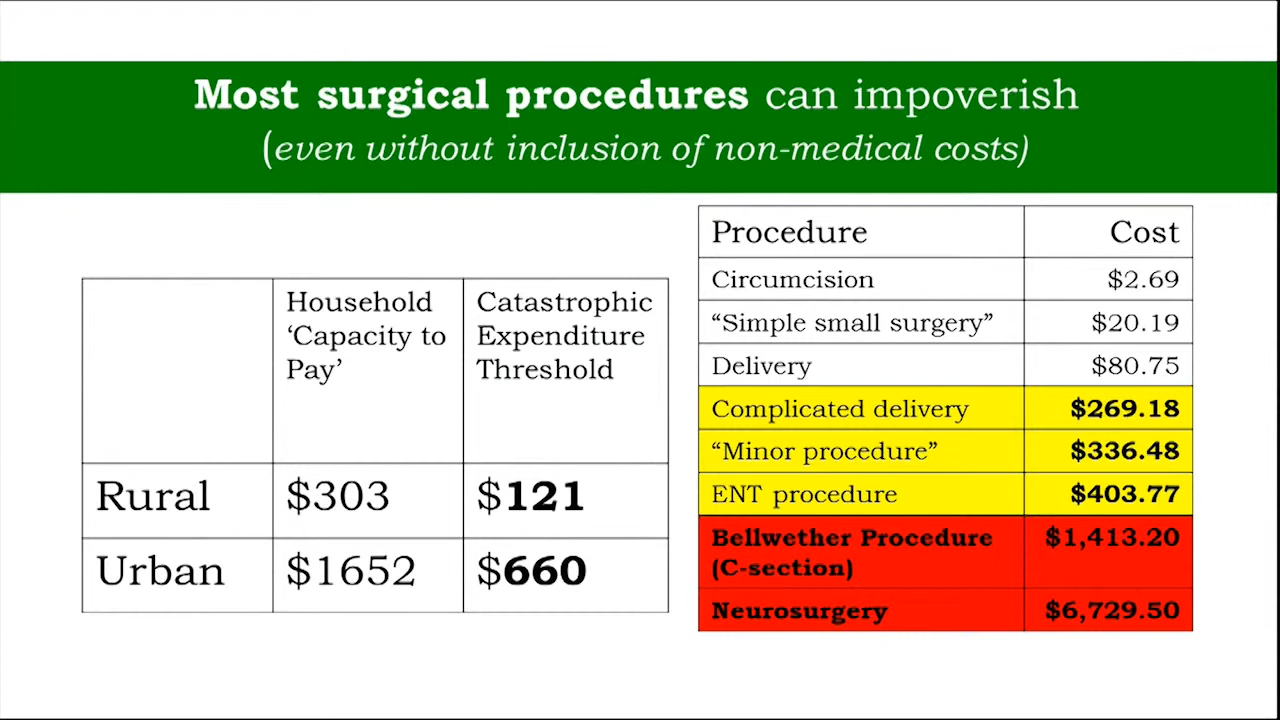 Most surgical procedures can impoverish
(even without inclusion of non-medical costs)
Household ‘Capacity to Pay’ Catastrophic Expenditure Threshold
Rural $303 $121
Urban $1652 $660
Procedure Cost
Circumcision $2.69
“Simple small surgery” $20.19
Delivery $80.75
Complicated delivery $269.18
“Minor procedure” $336.48
ENT procedure $403.77
Bellwether Procedure $1,413.20
(C-section)
Neurosurgery $6,729.50